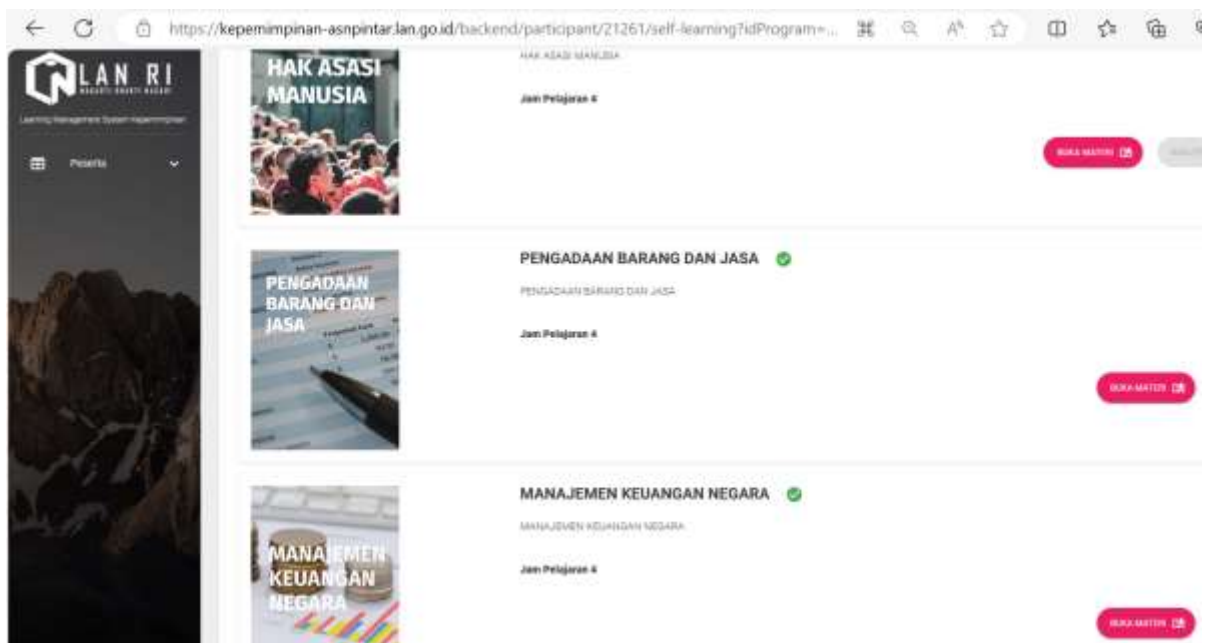 https://kepemimpinan-asnpintar.lan.go.id/backend/participant/21261/self-learning?idProgram=...
LAN RI
Learning Management System Kepemimpinan
Peserta
HAK ASASI
MANUSIA
HAK ASASI MANUSIA
Jam Pelajaran 4
BUKA MATERI
PENGADAAN
BARANG DAN
JASA
PENGADAAN BARANG DAN JASA
PENGADAAN BARANG DAN JASA
Jam Pelajaran 4
BUKA MATERI
MANAJEMEN
KEUANGAN
NEGARA
MANAJEMEN KEUANGAN NEGARA
MANAJEMEN KEUANGAN NEGARA
Jam Pelajaran 4
BUKA MATERI